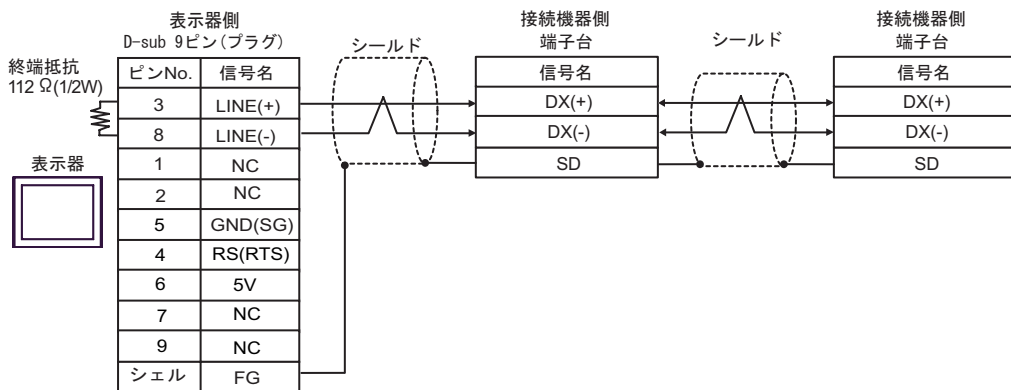 表示器側
D-sub 9ピン(プラグ)
終端抵抗
112 Ω(1/2W)
表示器
ピンNo. 信号名
3 LINE(+)
8 LINE(-)
1 NC
2 NC
5 GND(SG)
4 RS(RTS)
6 5V
7 NC
9 NC
シェル FG
シールド
接続機器側
端子台
信号名
DX(+)
DX(-)
SD
シールド
接続機器側
端子台
信号名
DX(+)
DX(-)
SD